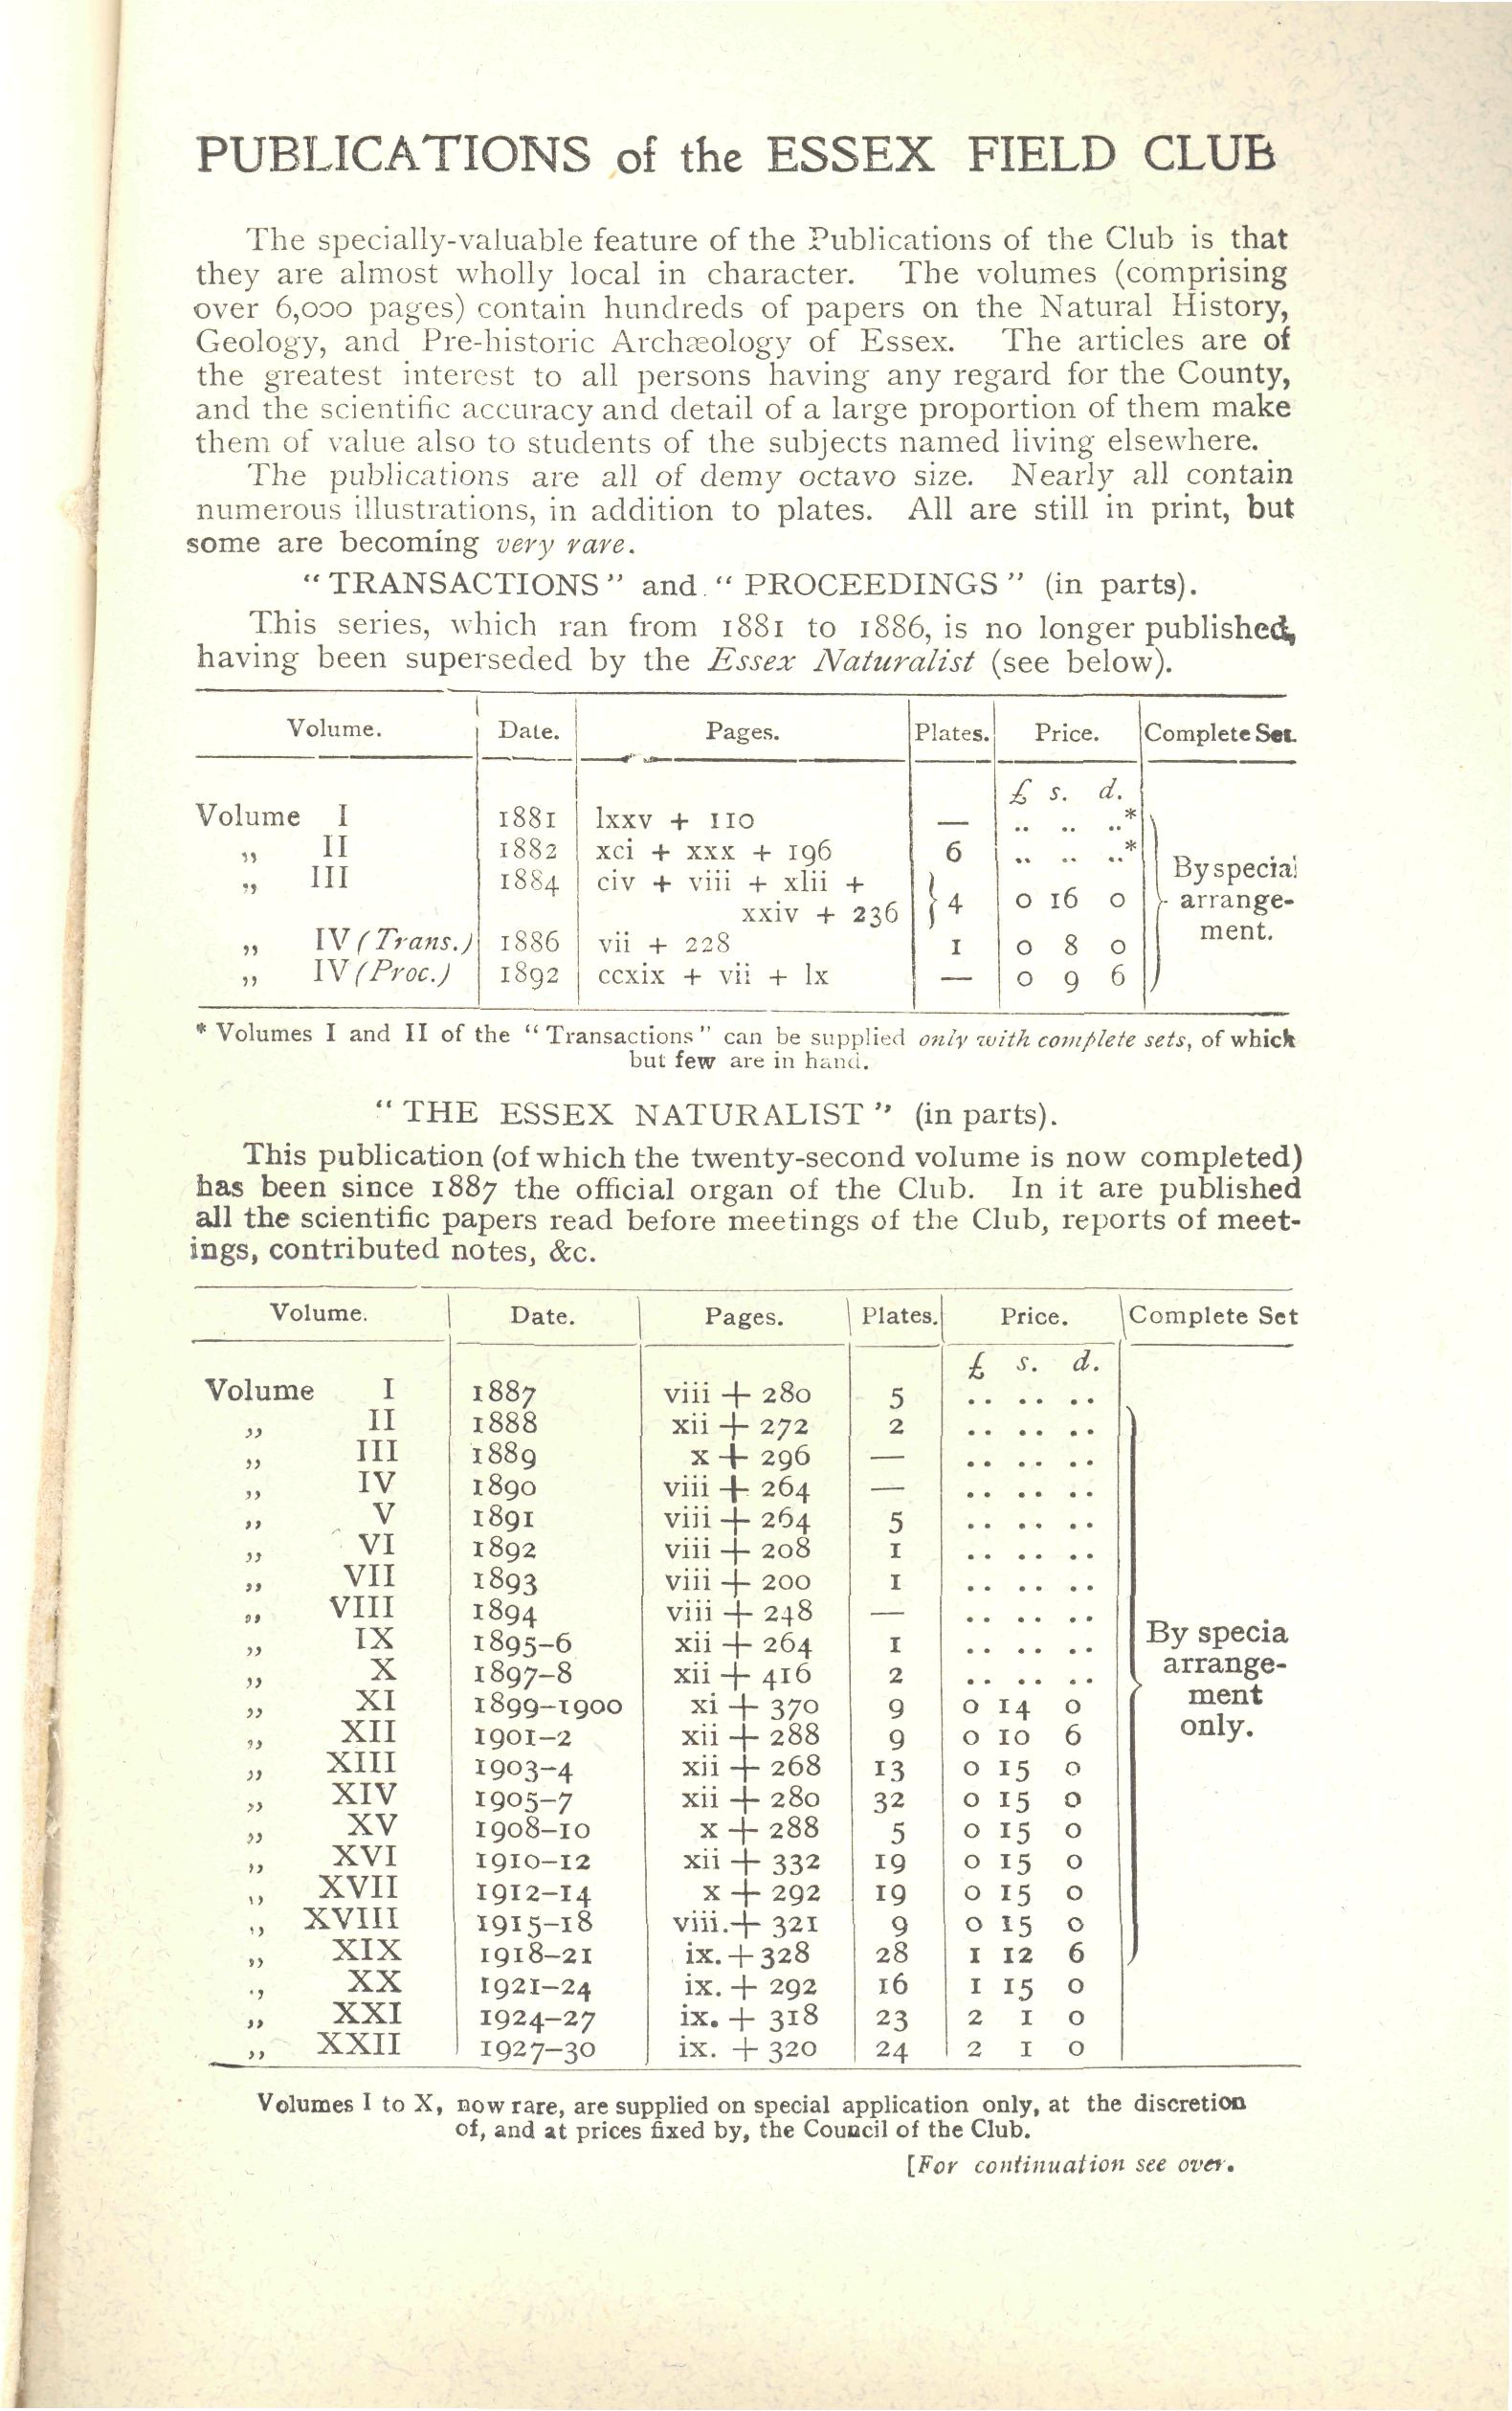 PUBLICATIONS of the ESSEX FIELD CLUB
The specially-valuable feature of the Publications of the Club is that
they are almost wholly local in character. The volumes (comprising
over 6,000 pages) contain hundreds of papers on the Natural History,
Geology, and Pre-historic Archæology of Essex. The articles are of
the greatest interest to all persons having any regard for the County,
and the scientific accuracy and detail of a large proportion of them make
them of value also to students of the subjects named living elsewhere.
The publications are all of demy octavo size. Nearly all contain
numerous illustrations, in addition to plates. All are still in print, but
some are becoming very rare.
“TRANSACTIONS” and “PROCEEDINGS” (in parts).
This series, which ran from 1881 to 1886, is no longer published,
having been superseded by the Essex Naturalist (see below).
Volume. Date. Pages. Plates. Price. Complete Set.
£ s. d.
Volume I 1881 lxxv + 110 — .. .. ..*
„ II 1882 xci + xxx + 196 6 .. .. ..*
„ III 1884 civ + viii + xlii +
xxiv + 236 4 0 16 0
„ IV (Trans.) 1886 vii + 228 1 0 8 0
„ IV (Proc.) 1892 ccxix + vii + lx — 0 9 6
By special
arrange-
ment.
* Volumes I and II of the “Transactions” can be supplied only with complete sets, of which
but few are in hand.
“THE ESSEX NATURALIST” (in parts).
This publication (of which the twenty-second volume is now completed)
has been since 1887 the official organ of the Club. In it are published
all the scientific papers read before meetings of the Club, reports of meet-
ings, contributed notes, &c.
Volume. Date. Pages. Plates. Price. Complete Set
£ s. d.
Volume I 1887 viii + 280 5 .. .. ..
„ II 1888 xii + 272 2 .. .. ..
„ III 1889 x + 296 — .. .. ..
„ IV 1890 viii + 264 — .. .. ..
„ V 1891 viii + 264 5 .. .. ..
„ VI 1892 viii + 208 1 .. .. ..
„ VII 1893 viii + 200 1 .. .. ..
„ VIII 1894 viii + 248 — .. .. ..
„ IX 1895–6 xii + 264 1 .. .. ..
„ X 1897–8 xii + 416 2 .. .. ..
„ XI 1899–1900 xi + 370 9 0 14 0
„ XII 1901–2 xii + 288 9 0 10 6
„ XIII 1903–4 xii + 268 13 0 15 0
„ XIV 1905–7 xii + 280 32 0 15 0
„ XV 1908–10 x + 288 5 0 15 0
„ XVI 1910–12 xii + 332 19 0 15 0
„ XVII 1912–14 x + 292 19 0 15 0
„ XVIII 1915–18 viii. + 321 9 0 15 0
„ XIX 1918–21 ix. + 328 28 1 12 6
„ XX 1921–24 ix. + 292 16 1 15 0
„ XXI 1924–27 ix. + 318 23 2 1 0
„ XXII 1927–30 ix. + 320 24 2 1 0
By specia
arrange-
ment
only.
Volumes I to X, now rare, are supplied on special application only, at the discretion
of, and at prices fixed by, the Council of the Club.
[For continuation see over.